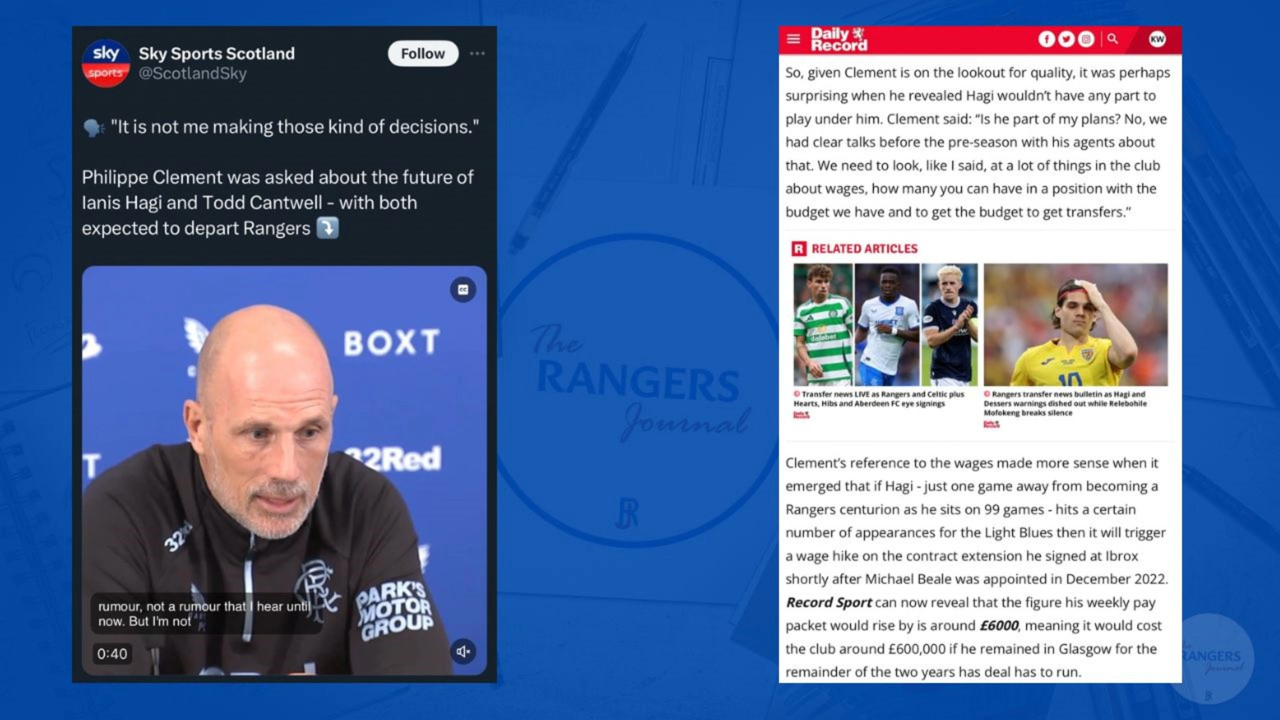 sky
sports
Sky Sports Scotland
@ScotlandSky
Follow
"It is not me making those kind of decisions."
Philippe Clement was asked about the future of
Ianis Hagi and Todd Cantwell - with both
expected to depart Rangers
CC
BOXT
32Red
PARK'S
MOTOR
GROUP
rumour, not a rumour that I hear until
now. But I'm not
0:40
The
RANGERS
Journal
Daily
Record
KW
So, given Clement is on the lookout for quality, it was perhaps
surprising when he revealed Hagi wouldn't have any part to
play under him. Clement said: “Is he part of my plans? No, we
had clear talks before the pre-season with his agents about
that. We need to look, like I said, at a lot of things in the club
about wages, how many you can have in a position with the
budget we have and to get the budget to get transfers.”
R RELATED ARTICLES
Transfer news LIVE as Rangers and Celtic plus
Hearts, Hibs and Aberdeen FC eye signings
Daily
Record
Rangers transfer news bulletin as Hagi and
Dessers warnings dished out while Relebohile
Mofokeng breaks silence
Daily
Record
Clement's reference to the wages made more sense when it
emerged that if Hagi - just one game away from becoming a
Rangers centurion as he sits on 99 games - hits a certain
number of appearances for the Light Blues then it will trigger
a wage hike on the contract extension he signed at Ibrox
shortly after Michael Beale was appointed in December 2022.
Record Sport can now reveal that the figure his weekly pay
packet would rise by is around £6000, meaning it would cost
the club around £600,000 if he remained in Glasgow for the
remainder of the two years has deal has to run.
The
RANGERS
Journal